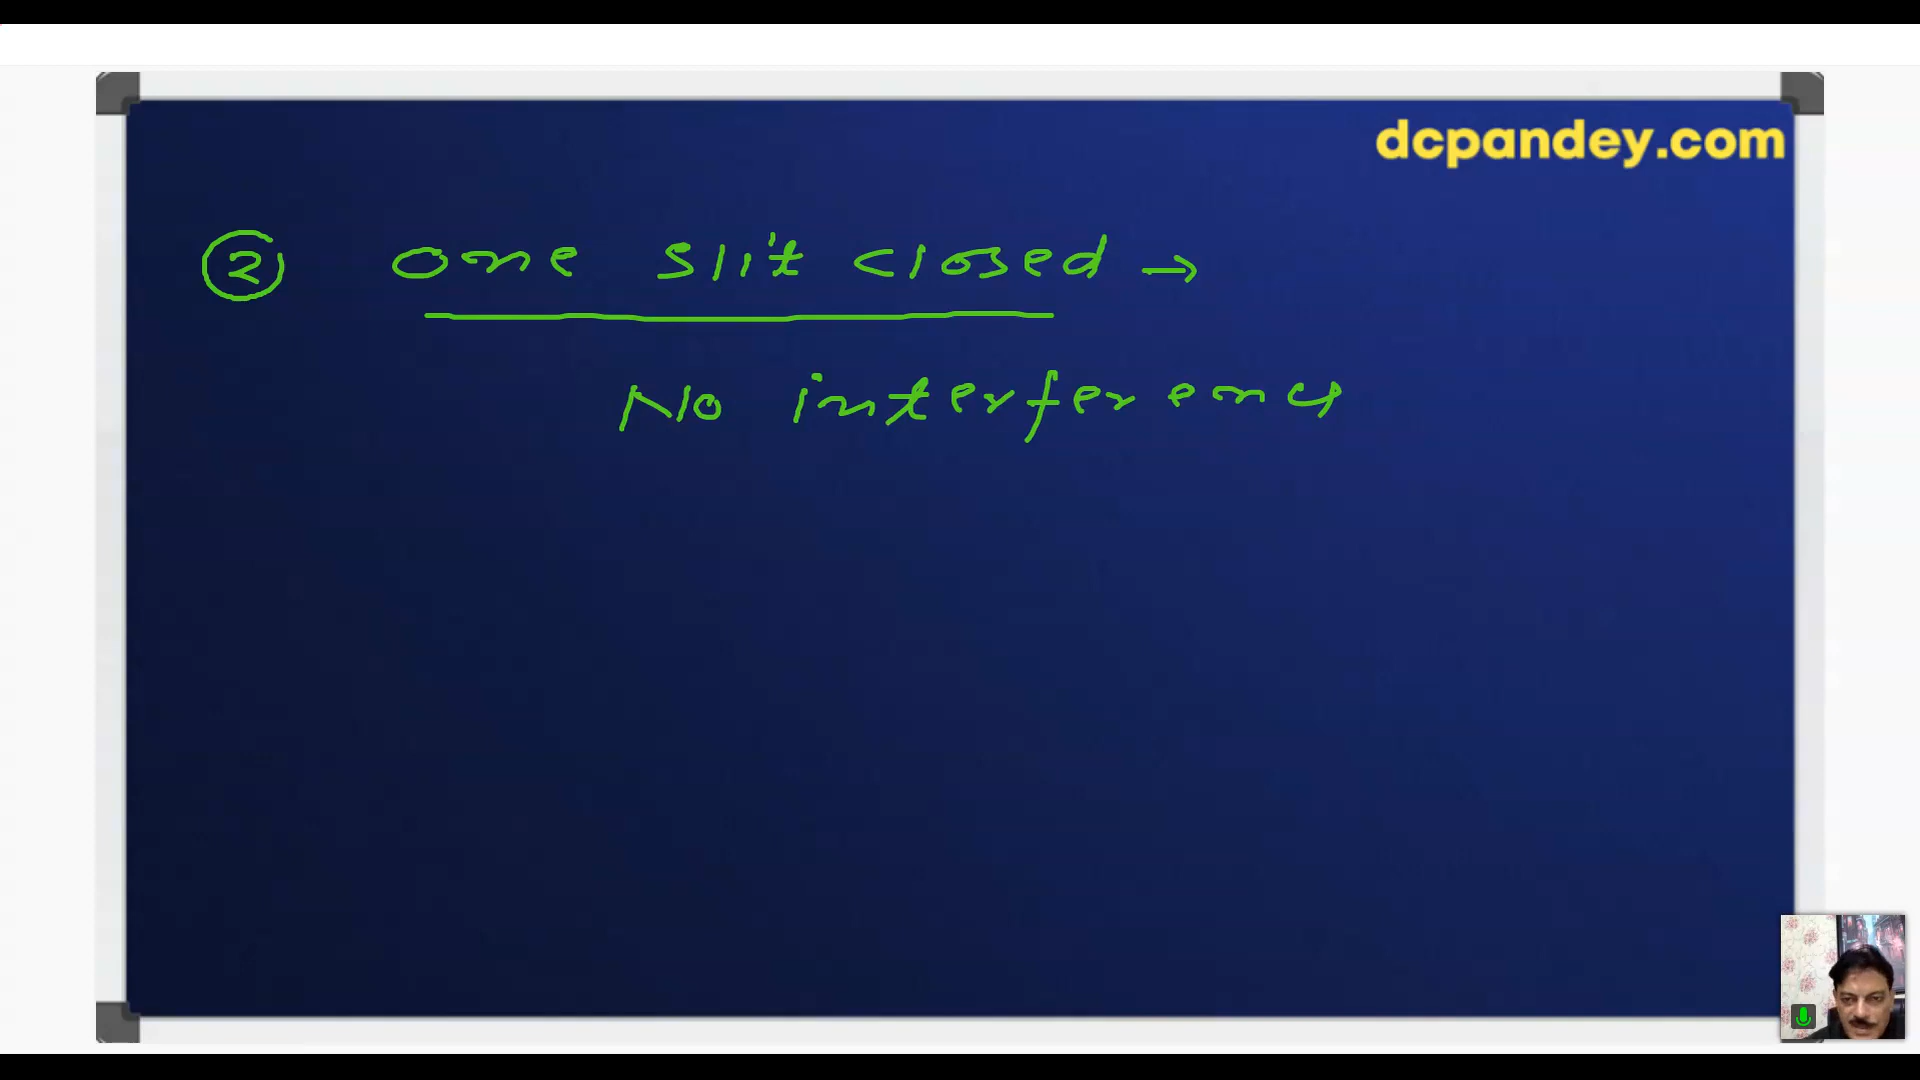 dcpandey.com
② One slit closed →
No interference